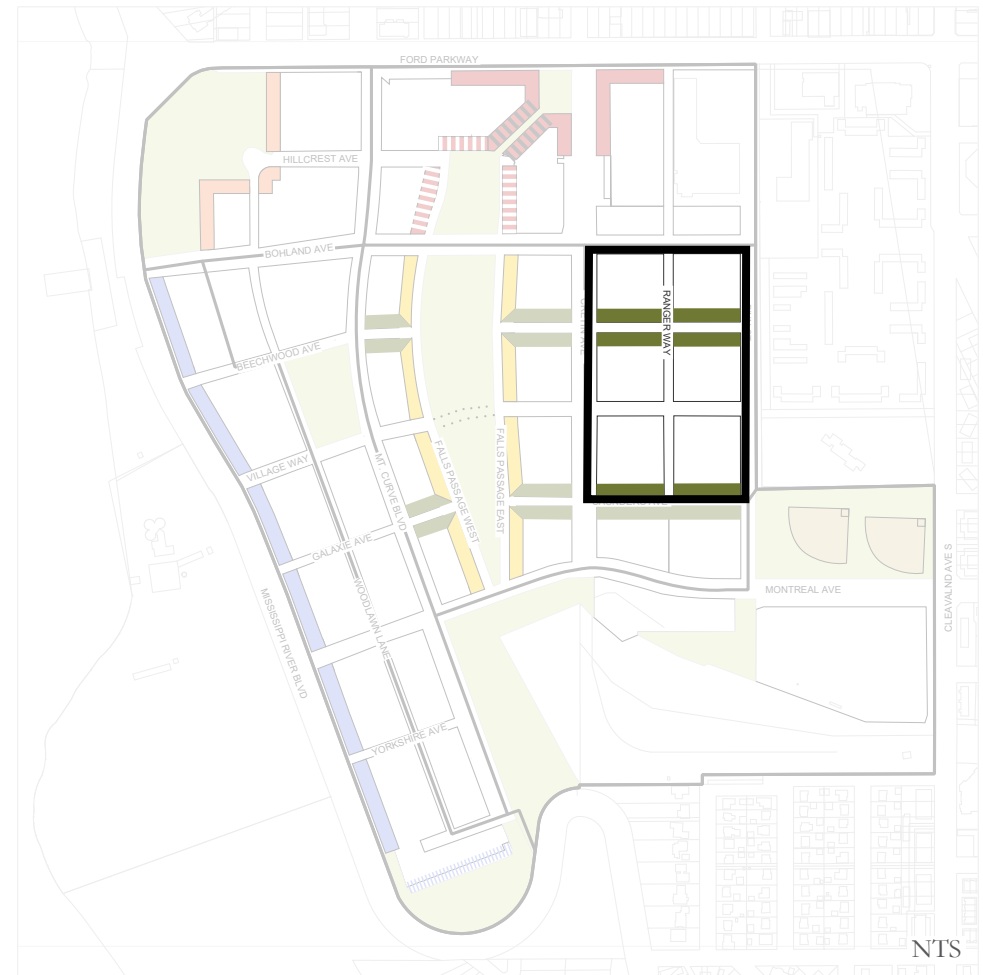 FORD PARKWAY
HILLCREST AVE
BOHLAND AVE
RANGER WAY
BEECHWOOD AVE
VILLAGE WAY
MT. CURVE BLVD
FALLS PASSAGE WEST
FALLS PASSAGE EAST
GALAXIE AVE
WOODLAWN LANE
MISSISSIPPI RIVER BLVD
MONTREAL AVE
CLEAVALND AVE S
YORKSHIRE AVE
NTS